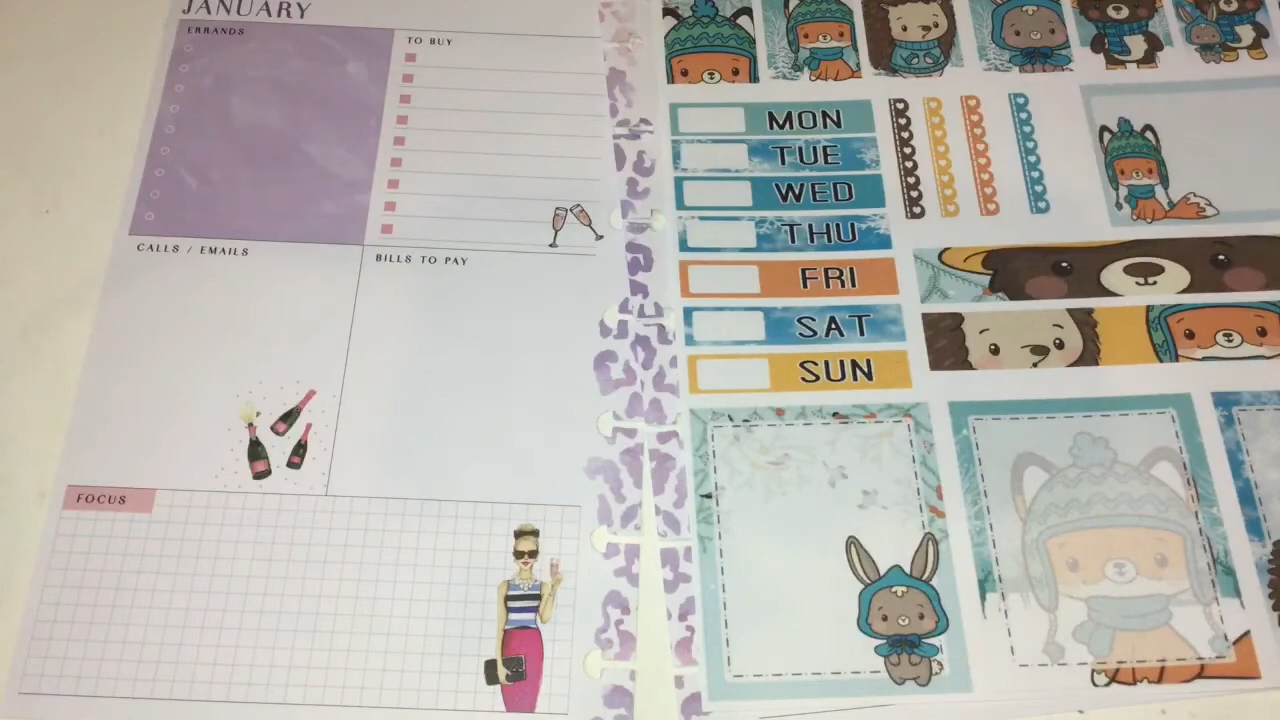 JANUARY
ERRANDS
TO BUY
CALLS / EMAILS
BILLS TO PAY
FOCUS
MON
TUE
WED
THU
FRI
SAT
SUN